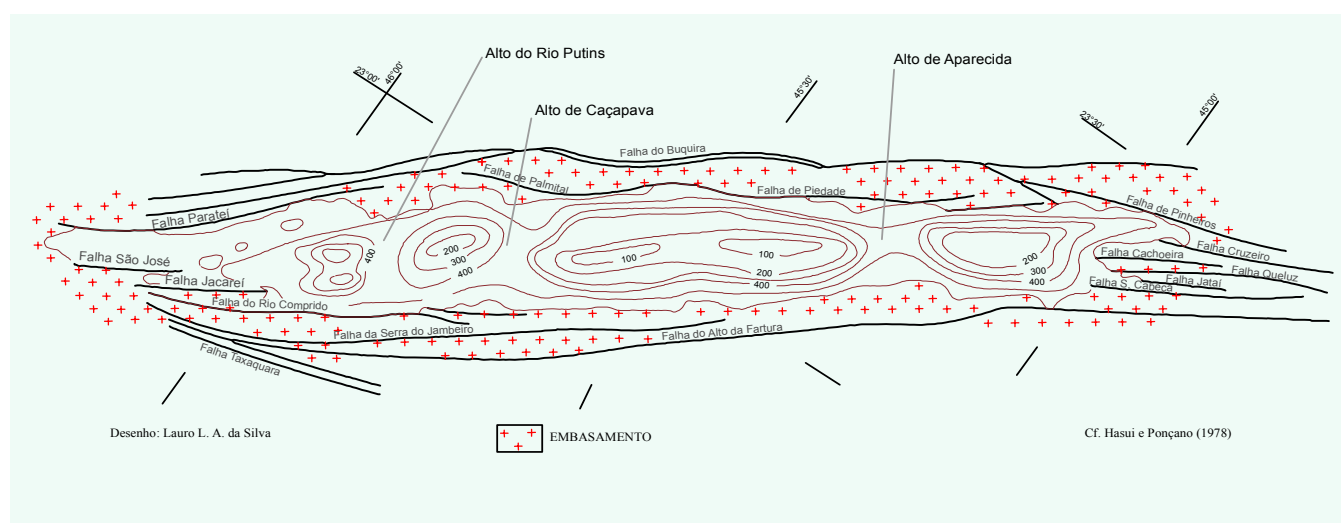 Alto do Rio Putins
Alto de Aparecida
23°00'
46°00'
45°30'
45°00'
Alto de Caçapava
23°30'
Falha do Buquira
Falha de Palmital
Falha de Piedade
Falha Parateí
Falha de Pinheiros
Falha Cruzeiro
400
200
300
400
100
100
200
400
200
300
400
Falha São José
Falha Cachoeira
Falha Queluz
Falha Jacareí
Falha Jataí
Falha S. Cabeça
Falha do Rio Comprido
Falha da Serra do Jambeiro
Falha do Alto da Fartura
Falha Taxaquara
Desenho: Lauro L. A. da Silva
EMBASAMENTO
Cf. Hasui e Ponçano (1978)